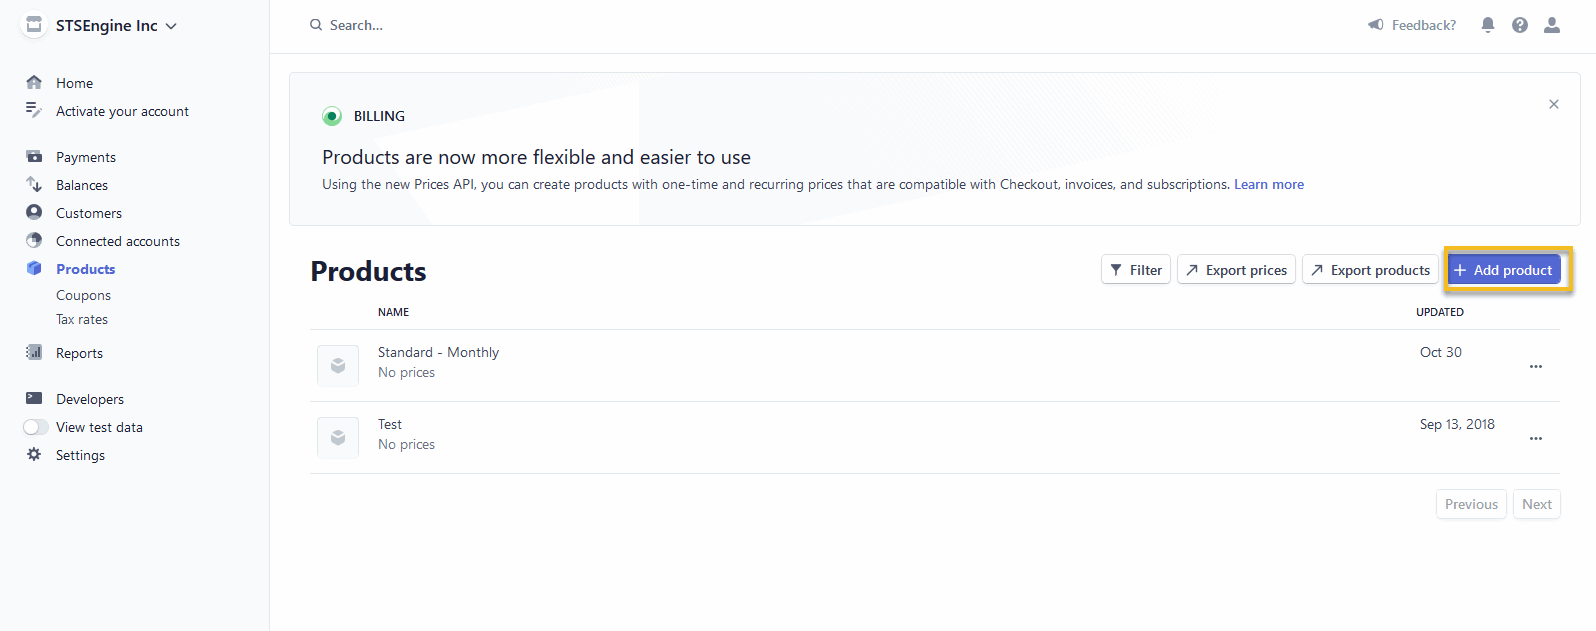 STSEngine Inc
Search...
Feedback?
Home
Activate your account
Payments
Balances
Customers
Connected accounts
Products
Coupons
Tax rates
Reports
Developers
View test data
Settings
BILLING
Products are now more flexible and easier to use
Using the new Prices API, you can create products with one-time and recurring prices that are compatible with Checkout, invoices, and subscriptions. Learn more
Products
Filter
Export prices
Export products
+ Add product
NAME
UPDATED
Standard - Monthly
Oct 30
No prices
Test
Sep 13, 2018
No prices
Previous
Next